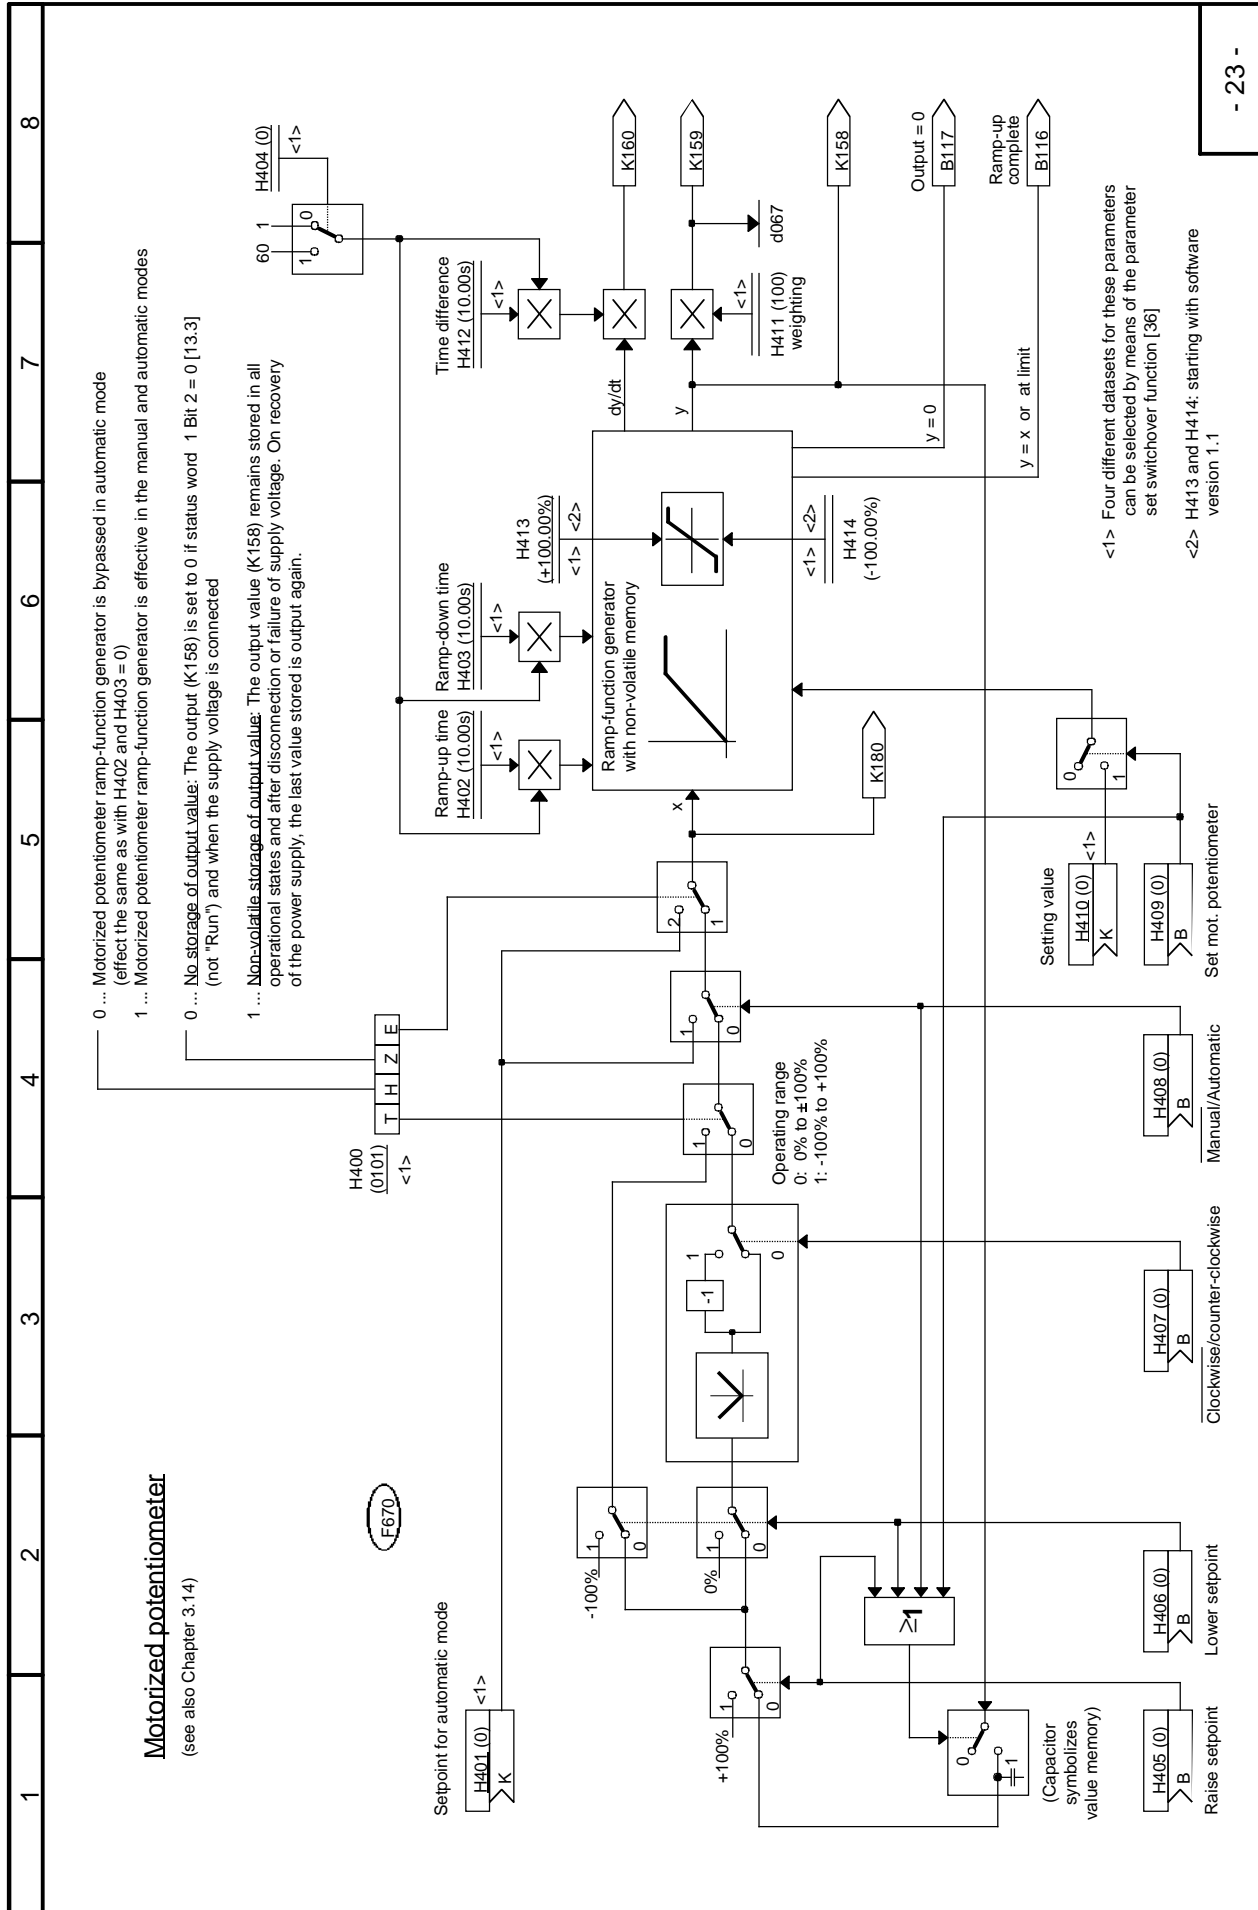 1
2
3
4
5
6
7
8
Motorized potentiometer
(see also Chapter 3.14)
F670
0 ... Motorized potentiometer ramp-function generator is bypassed in automatic mode
(effect the same as with H402 and H403 = 0)
1 ... Motorized potentiometer ramp-function generator is effective in the manual and automatic modes
0 ... No storage of output value: The output (K158) is set to 0 if status word 1 Bit 2 = 0 [13.3]
(not "Run") and when the supply voltage is connected
1 ... Non-volatile storage of output value: The output value (K158) remains stored in all
operational states and after disconnection or failure of supply voltage. On recovery
of the power supply, the last value stored is output again.
H400
(0101)
<1>
T H Z E
60 1
1 0
H404 (0)
<1>
Setpoint for automatic mode
H401 (0) <1>
K
Ramp-up time
H402 (10.00s)
<1>
Ramp-down time
H403 (10.00s)
<1>
H413
(+100.00%)
<1> <2>
Time difference
H412 (10.00s)
<1>
K160
-100%
1
0
0%
1
0
+100%
1
0
-1
1
0
1
0
1
0
2
1
x
Ramp-function generator
with non-volatile memory
dy/dt
y
<1>
H411 (100)
weighting
K159
d067
K158
<1> <2>
H414
(-100.00%)
K180
y = 0
Output = 0
B117
y = x or at limit
Ramp-up
complete
B116
Operating range
0: 0% to ±100%
1: -100% to +100%
≥1
0
1
(Capacitor
symbolizes
value memory)
0
1
Setting value
H410 (0) <1>
K
H409 (0)
B
Set mot. potentiometer
H405 (0)
B
Raise setpoint
H406 (0)
B
Lower setpoint
H407 (0)
B
Clockwise/counter-clockwise
H408 (0)
B
Manual/Automatic
<1> Four different datasets for these parameters
can be selected by means of the parameter
set switchover function [36]
<2> H413 and H414: starting with software
version 1.1
- 23 -